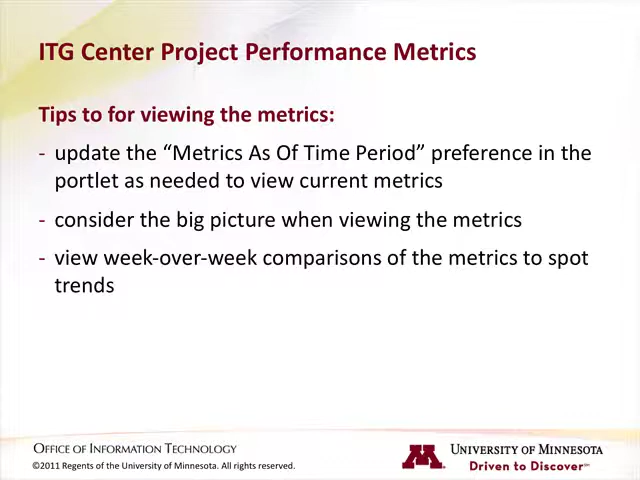 ITG Center Project Performance Metrics
Tips to for viewing the metrics:
- update the “Metrics As Of Time Period” preference in the
portlet as needed to view current metrics
- consider the big picture when viewing the metrics
- view week-over-week comparisons of the metrics to spot
trends
OFFICE OF INFORMATION TECHNOLOGY
©2011 Regents of the University of Minnesota. All rights reserved.
M UNIVERSITY OF MINNESOTA
Driven to Discover℠